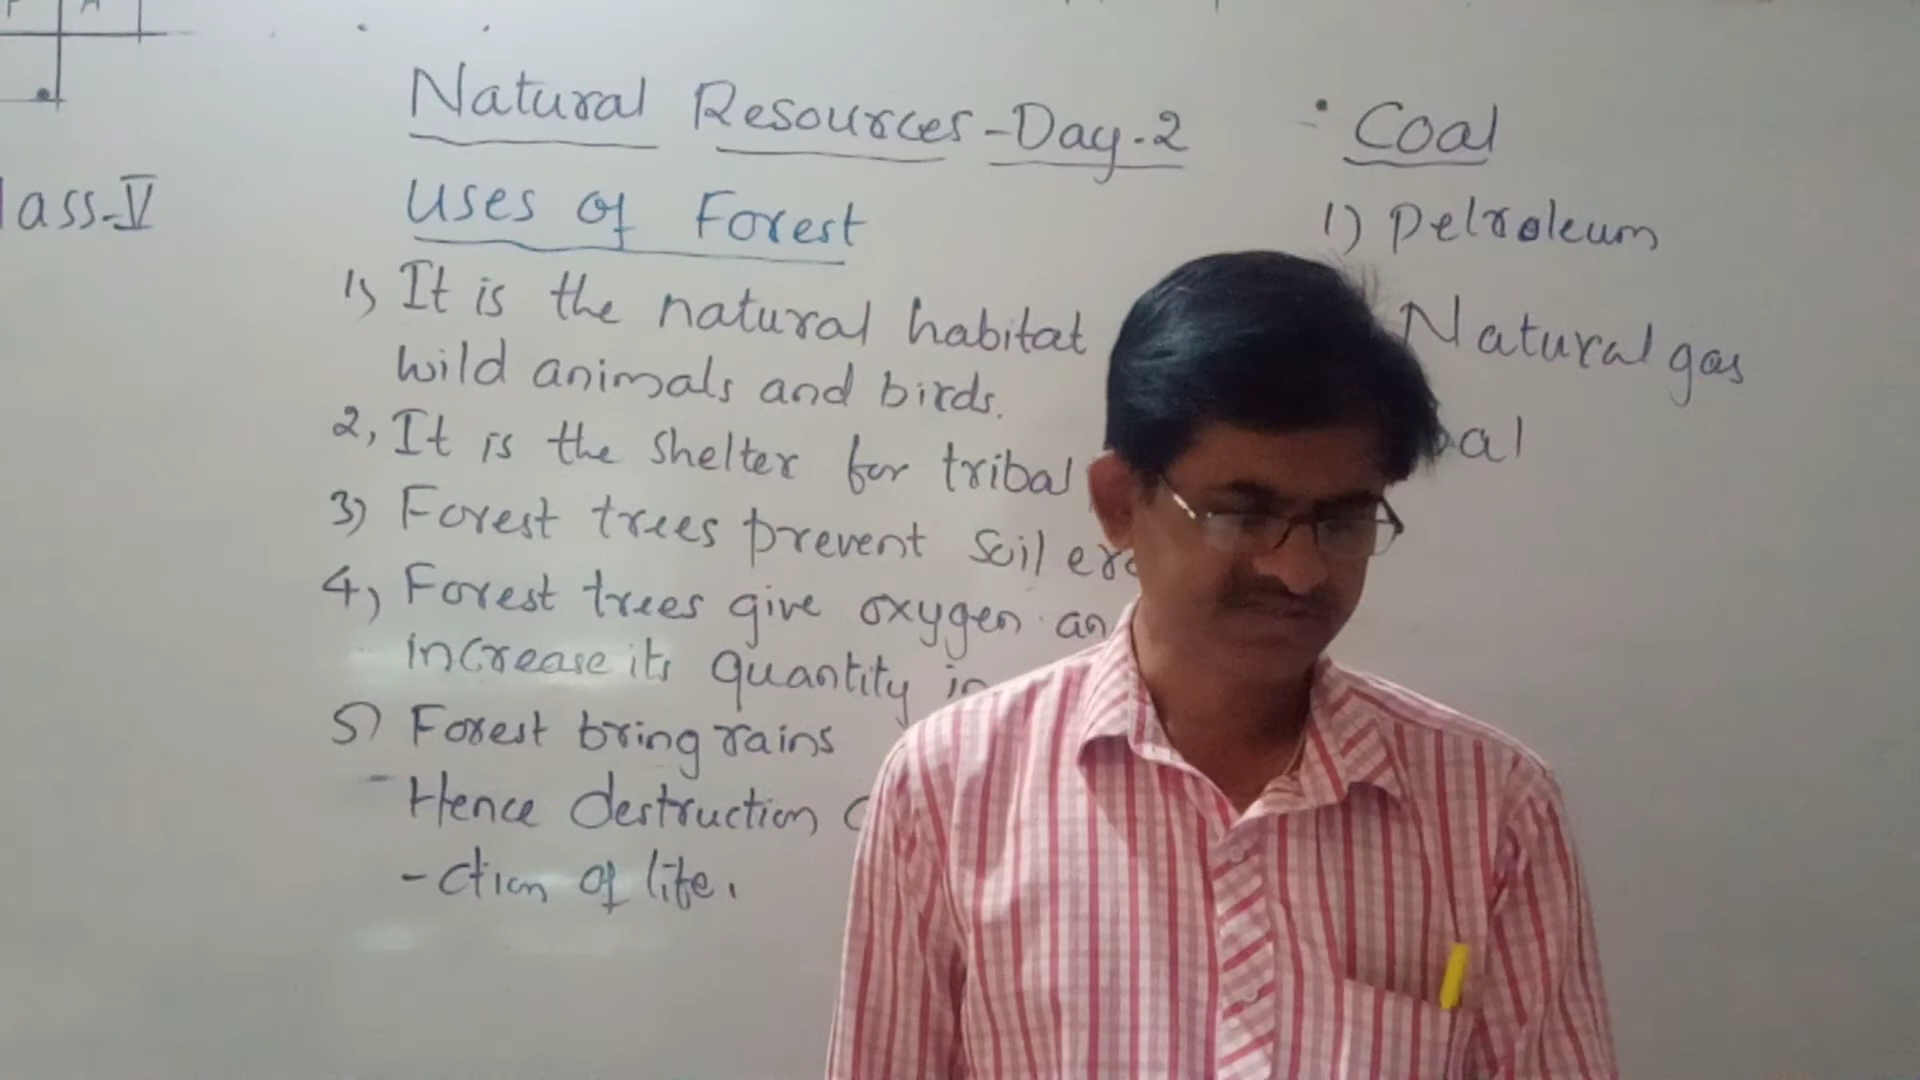 Natural Resources - Day-2
Class-V
Uses of Forest
1) It is the natural habitat
wild animals and birds.
2, It is the shelter for tribal
3) Forest trees prevent soil
4) Forest trees give oxygen
increase its quantity in
5) Forest bring rains
Hence destruction
-ction of life.
: Coal
1) Petroleum
Natural gas